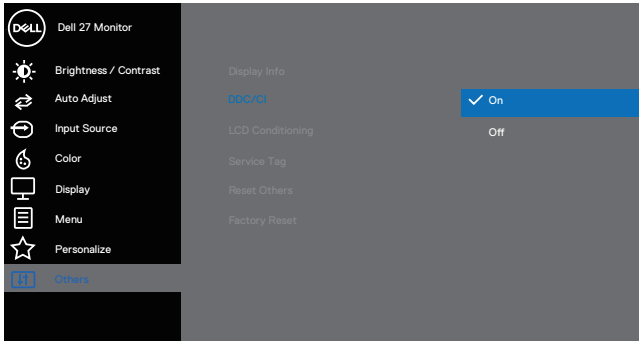 DELL
Dell 27 Monitor
Brightness / Contrast
Auto Adjust
Input Source
Color
Display
Menu
Personalize
Others
Display Info
DDC/CI
LCD Conditioning
Service Tag
Reset Others
Factory Reset
On
Off